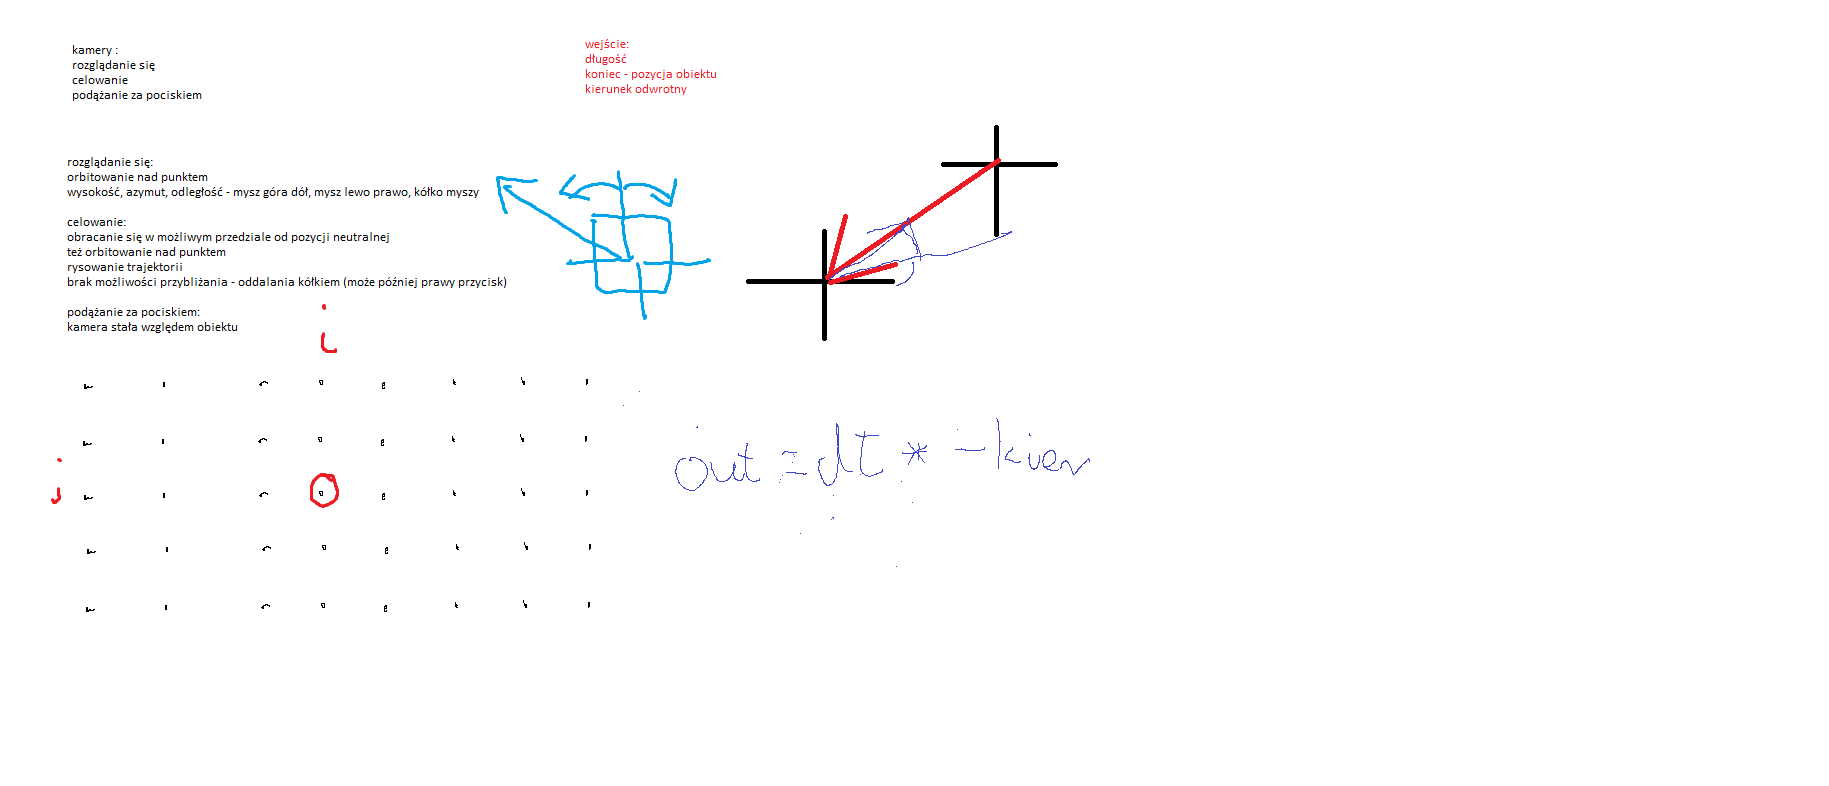 kamery :
rozglądanie się
celowanie
podążanie za pociskiem
wejście:
długość
koniec - pozycja obiektu
kierunek odwrotny
rozglądanie się:
orbitowanie nad punktem
wysokość, azymut, odległość - mysz góra dół, mysz lewo prawo, kółko myszy
celowanie:
obracanie się w możliwym przedziale od pozycji neutralnej
też orbitowanie nad punktem
rysowanie trajektorii
brak możliwości przybliżania - oddalania kółkiem (może później prawy przycisk)
podążanie za pociskiem:
kamera stała względem obiektu
i
j
out = dt * -kier